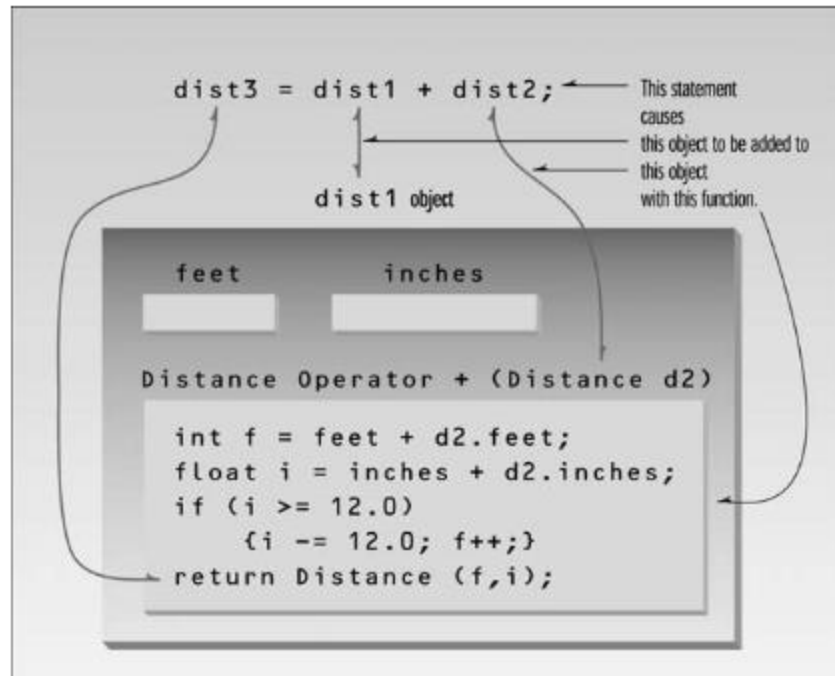 dist3 = dist1 + dist2;
This statement
causes
this object to be added to
this object
with this function.
dist1 object
feet inches
Distance Operator + (Distance d2)
int f = feet + d2.feet;
float i = inches + d2.inches;
if (i >= 12.0)
{i -= 12.0; f++;}
return Distance (f,i);